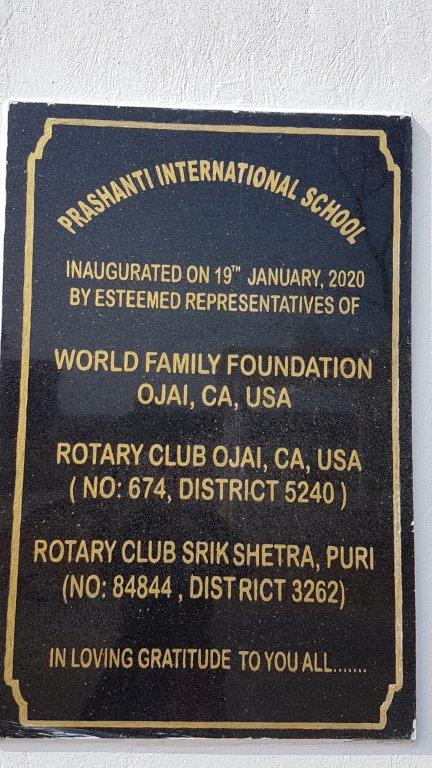 PRASHANTI INTERNATIONAL SCHOOL
INAUGURATED ON 19TH JANUARY, 2020
BY ESTEEMED REPRESENTATIVES OF
WORLD FAMILY FOUNDATION
OJAI, CA, USA
ROTARY CLUB OJAI, CA, USA
( NO: 674, DISTRICT 5240 )
ROTARY CLUB SRIKSHETRA, PURI
(NO: 84844 , DISTRICT 3262)
IN LOVING GRATITUDE TO YOU ALL.......